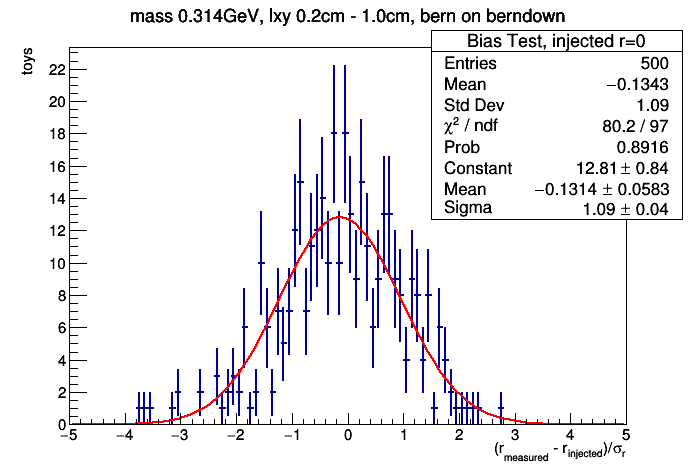 mass 0.314GeV, lxy 0.2cm - 1.0cm, bern on berndown
Bias Test, injected r=0
Entries 500
Mean −0.1343
Std Dev 1.09
χ² / ndf 80.2 / 97
Prob 0.8916
Constant 12.81 ± 0.84
Mean −0.1314 ± 0.0583
Sigma 1.09 ± 0.04
toys
22
20
18
16
14
12
10
8
6
4
2
0
−5 −4 −3 −2 −1 0 1 2 3 4 5
(r_measured - r_injected)/σ_r